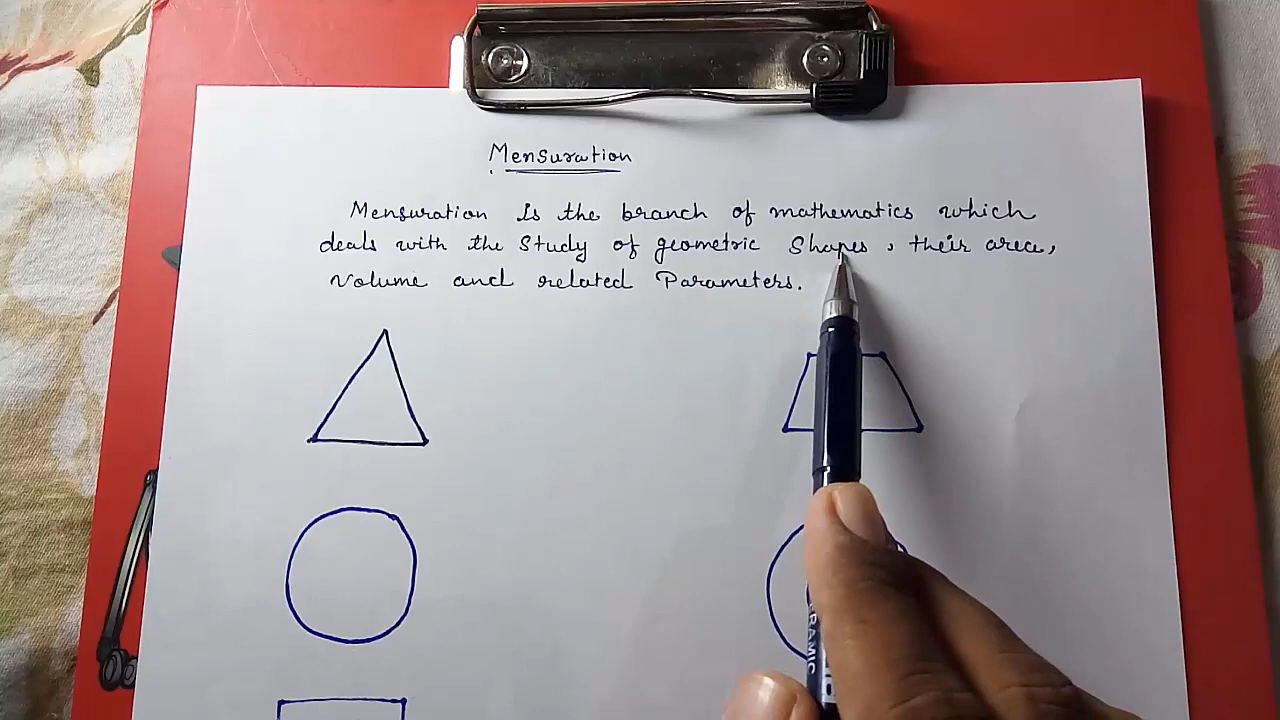 Mensuration
Mensuration is the branch of mathematics which
deals with the study of geometric shapes, their area,
volume and related Parameters.